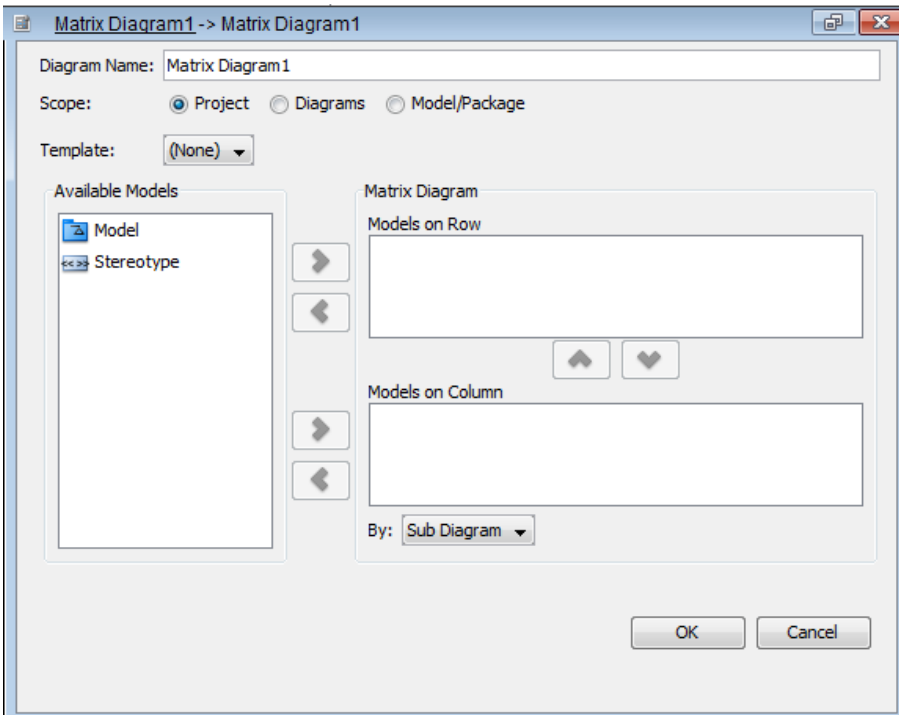 Matrix Diagram1 -> Matrix Diagram1
Diagram Name: Matrix Diagram1
Scope: Project Diagrams Model/Package
Template: (None)
Available Models
Model
<< >> Stereotype
Matrix Diagram
Models on Row
Models on Column
By: Sub Diagram
OK Cancel